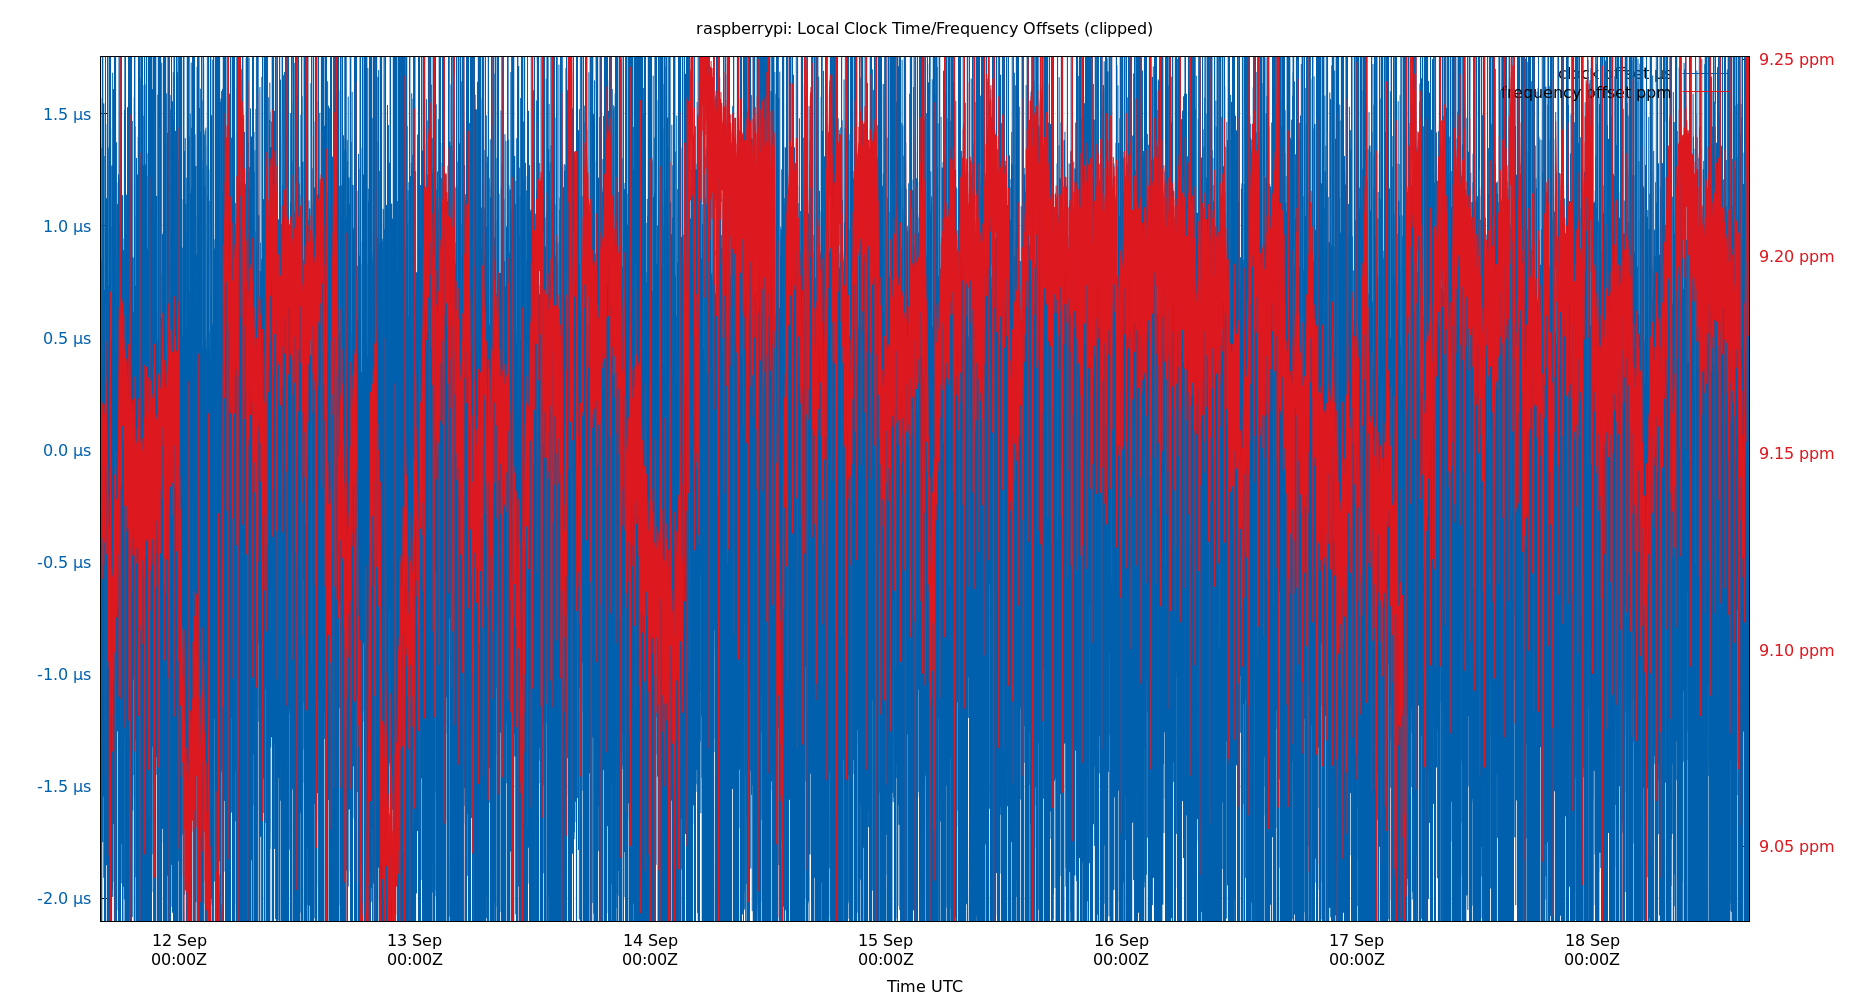 raspberrypi: Local Clock Time/Frequency Offsets (clipped)
clock offset µs
frequency offset ppm
1.5 µs
1.0 µs
0.5 µs
0.0 µs
-0.5 µs
-1.0 µs
-1.5 µs
-2.0 µs
9.25 ppm
9.20 ppm
9.15 ppm
9.10 ppm
9.05 ppm
12 Sep
00:00Z
13 Sep
00:00Z
14 Sep
00:00Z
15 Sep
00:00Z
16 Sep
00:00Z
17 Sep
00:00Z
18 Sep
00:00Z
Time UTC